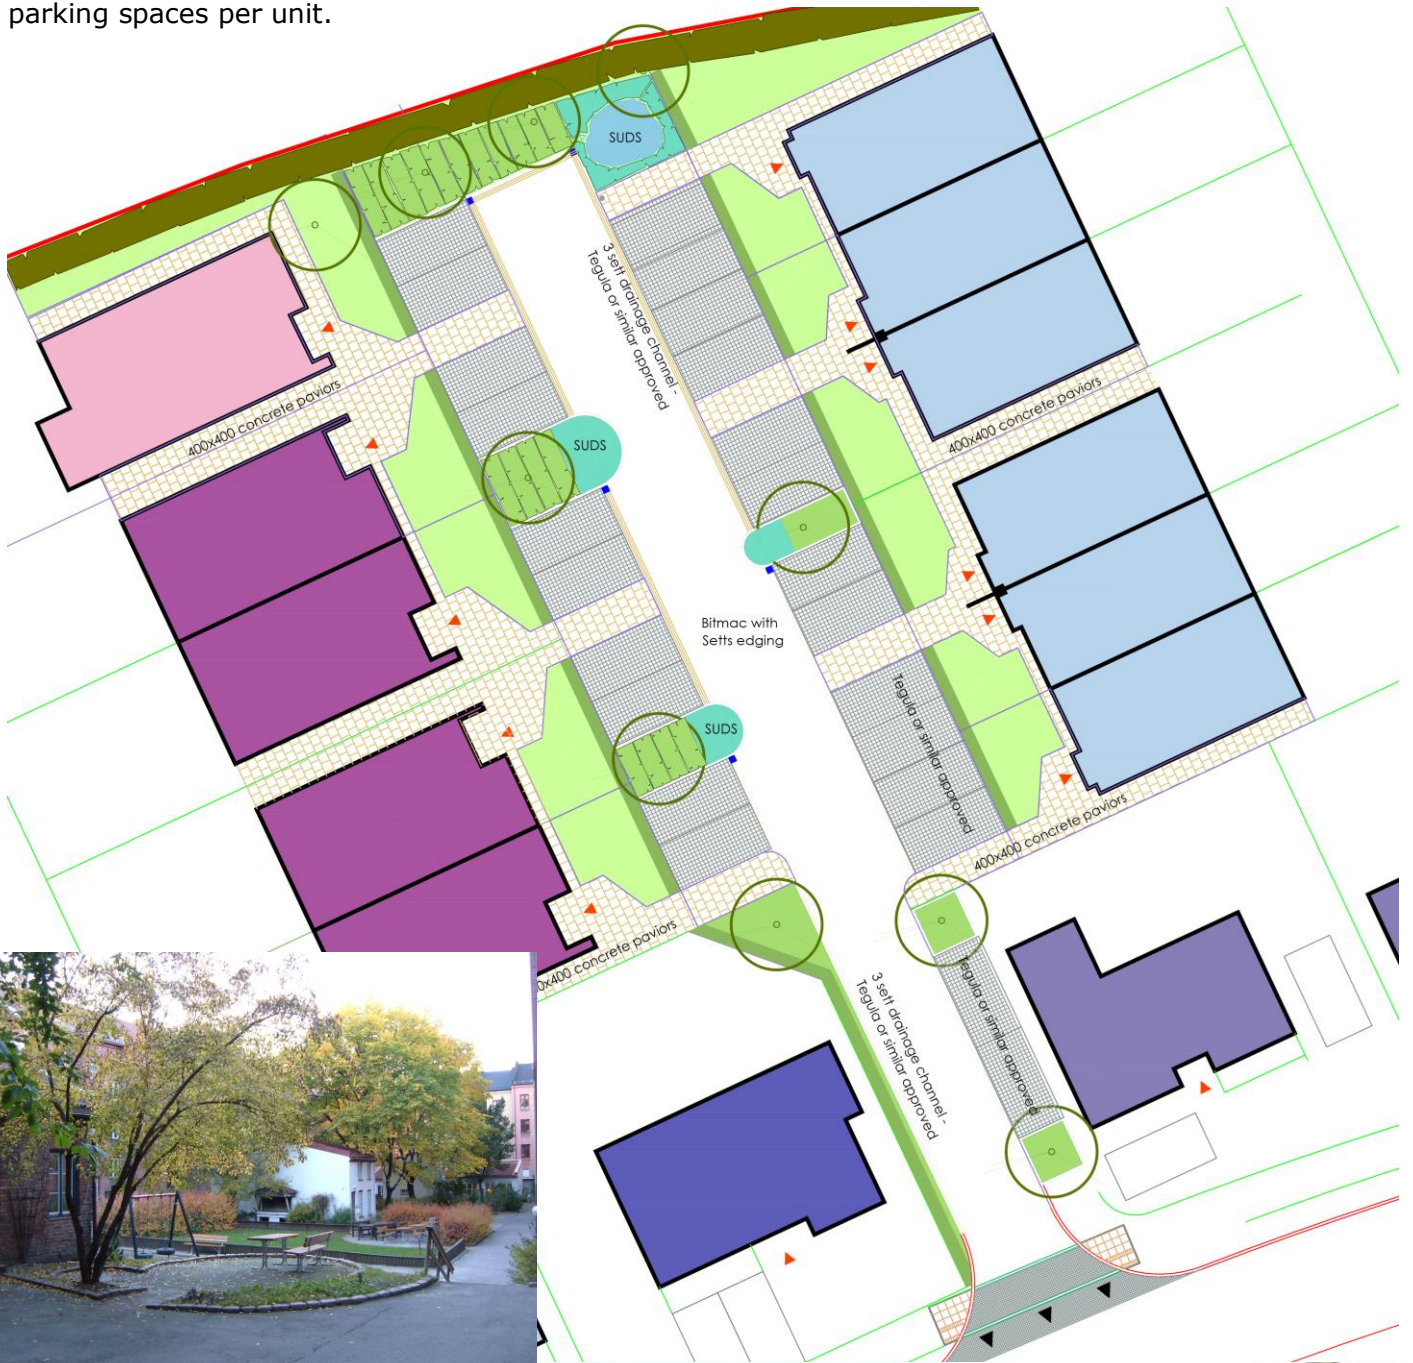 parking spaces per unit.
SUDS
3 sett drainage channel -
Tegula or similar approved
400x400 concrete paviors
400x400 concrete paviors
SUDS
Bitmac with
Setts edging
Tegula or similar approved
SUDS
400x400 concrete paviors
0x400 concrete paviors
3 sett drainage channel -
Tegula or similar approved
Tegula or similar approved